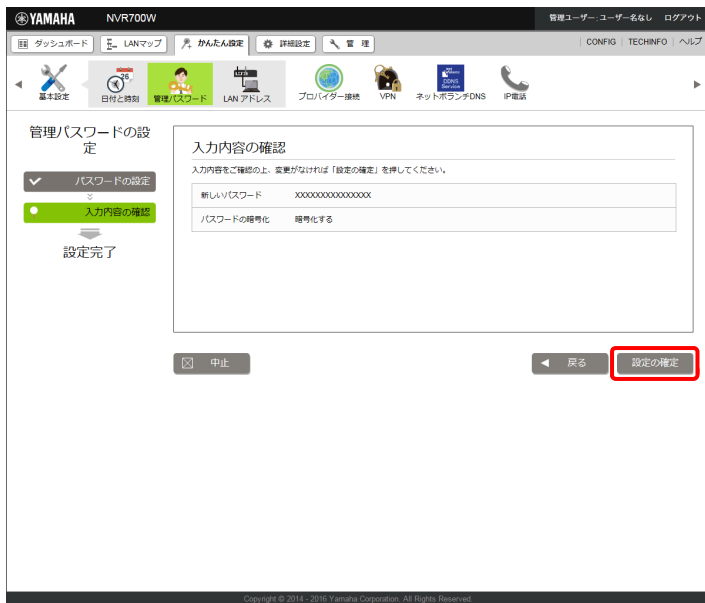 YAMAHA NVR700W 管理ユーザー:ユーザー名なし ログアウト
ダッシュボード LANマップ かんたん設定 詳細設定 管 理 CONFIG TECHINFO ヘルプ
26
基本設定 日付と時刻 管理パスワード LAN アドレス プロバイダー接続 VPN ネットボランチDNS IP電話
DDNS
Service
管理パスワードの設
定
パスワードの設定
入力内容の確認
設定完了
入力内容の確認
入力内容をご確認の上、変更がなければ「設定の確定」を押してください。
新しいパスワード XXXXXXXXXXXXXXX
パスワードの暗号化 暗号化する
中止 戻る 設定の確定
Copyright © 2014 - 2016 Yamaha Corporation. All Rights Reserved.